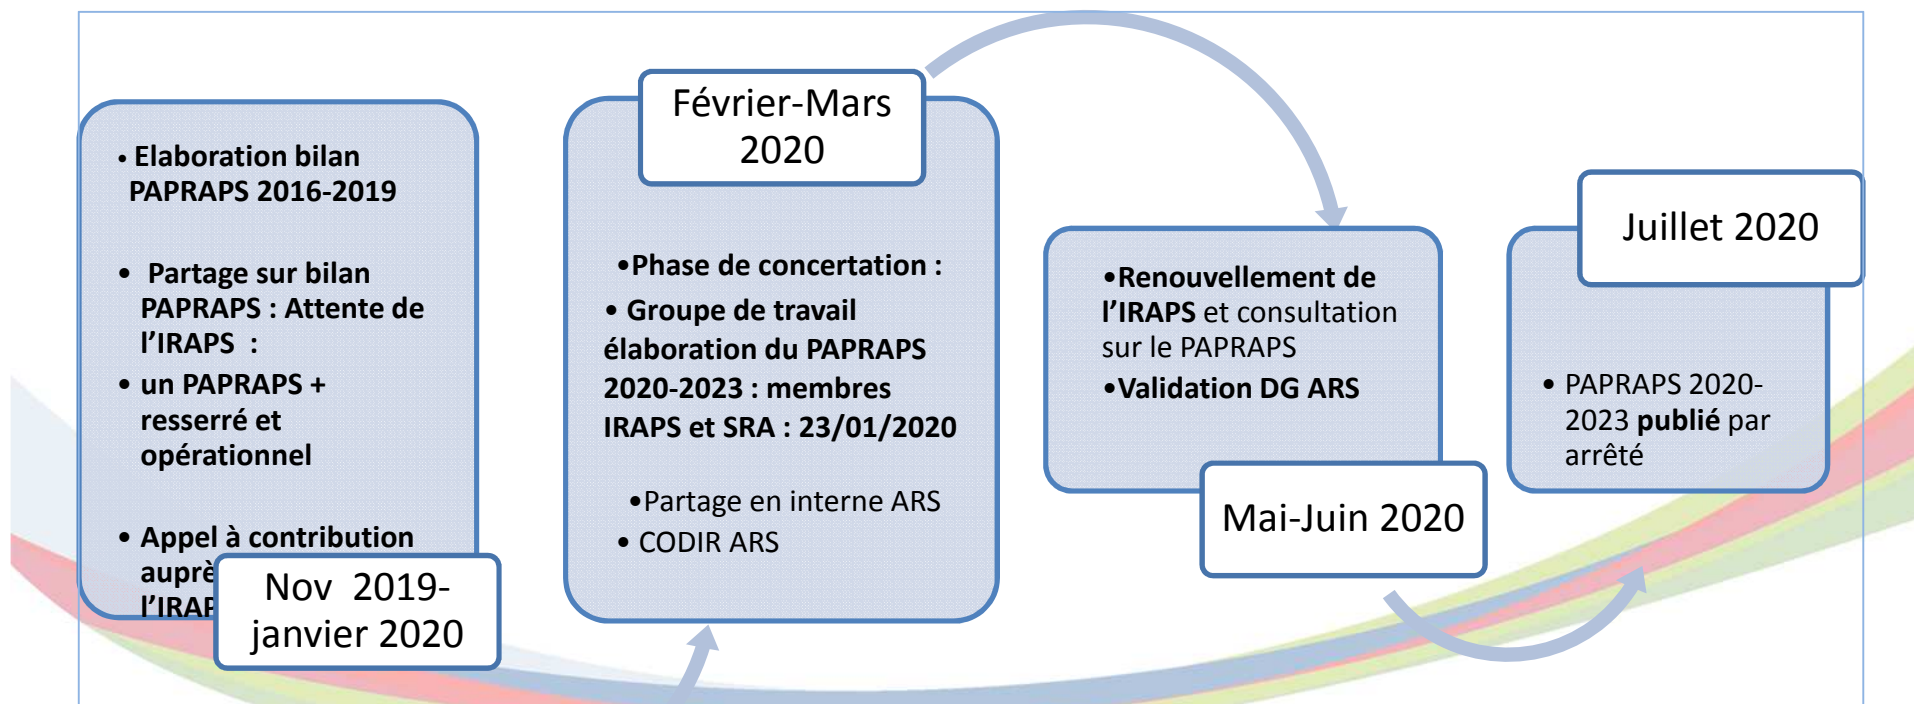 • Elaboration bilan
PAPRAPS 2016-2019
• Partage sur bilan
PAPRAPS : Attente de
l’IRAPS :
• un PAPRAPS +
resserré et
opérationnel
• Appel à contribution
Nov 2019-
janvier 2020
Février-Mars
2020
•Phase de concertation :
• Groupe de travail
élaboration du PAPRAPS
2020-2023 : membres
IRAPS et SRA : 23/01/2020
•Partage en interne ARS
• CODIR ARS
•Renouvellement de
l’IRAPS et consultation
sur le PAPRAPS
•Validation DG ARS
Mai-Juin 2020
Juillet 2020
• PAPRAPS 2020-
2023 publié par
arrêté